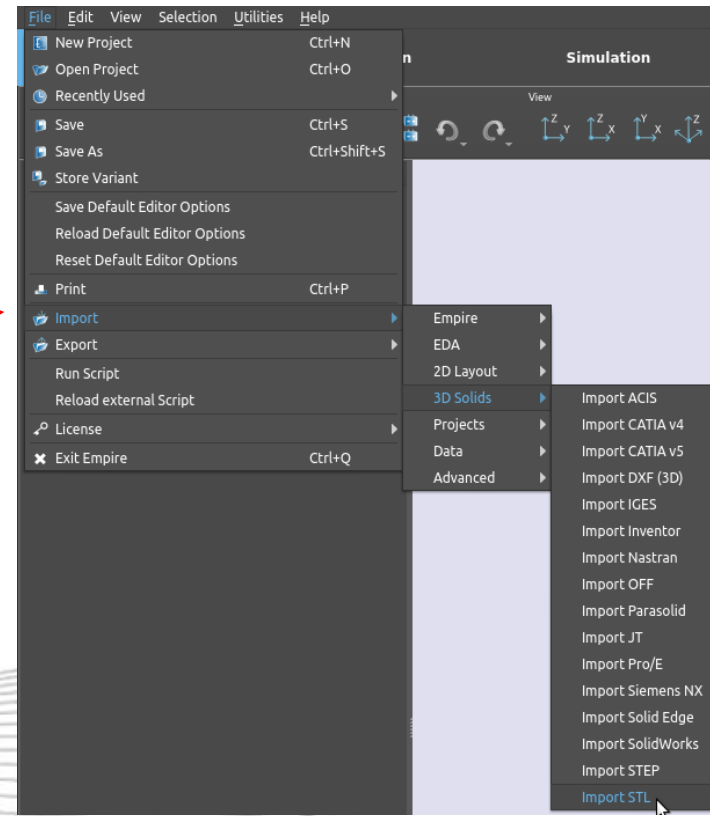 File Edit View Selection Utilities Help
New Project Ctrl+N
Open Project Ctrl+O
Recently Used
Save Ctrl+S
Save As Ctrl+Shift+S
Store Variant
Save Default Editor Options
Reload Default Editor Options
Reset Default Editor Options
Print Ctrl+P
Import
Export
Run Script
Reload external Script
License
Exit Empire Ctrl+Q
n
Simulation
View
Z Y
Z X
Y X
Z
Empire
EDA
2D Layout
3D Solids
Projects
Data
Advanced
Import ACIS
Import CATIA v4
Import CATIA v5
Import DXF (3D)
Import IGES
Import Inventor
Import Nastran
Import OFF
Import Parasolid
Import JT
Import Pro/E
Import Siemens NX
Import Solid Edge
Import SolidWorks
Import STEP
Import STL